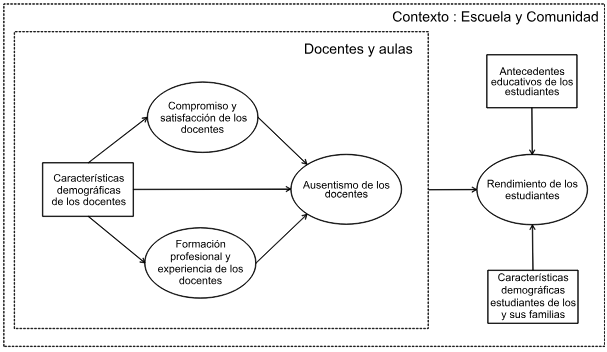 Contexto : Escuela y Comunidad
Docentes y aulas
Compromiso y
satisfacción de los
docentes
Características
demográficas
de los docentes
Formación
profesional y
experiencia de los
docentes
Ausentismo de los
docentes
Antecedentes
educativos de los
estudiantes
Rendimiento de los
estudiantes
Características
demográficas
estudiantes de los
y sus familias